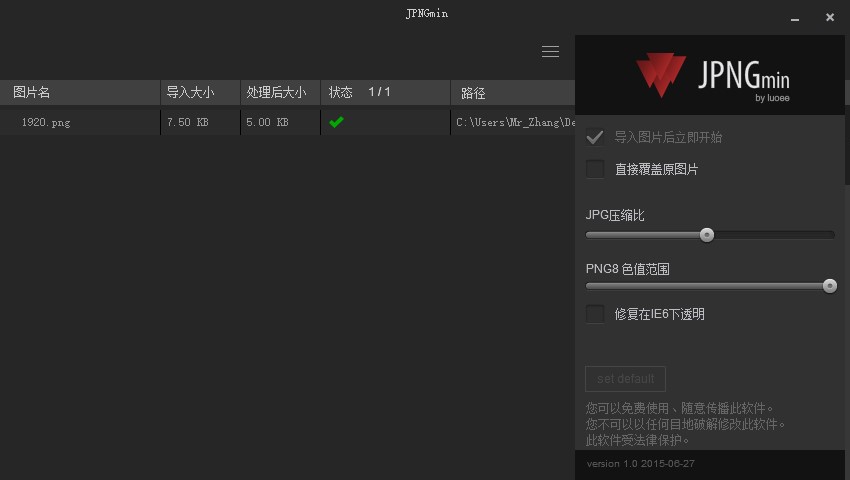 JPNGmin
JPNGmin
by luoee
图片名 导入大小 处理后大小 状态 1 / 1 路径
1920.png 7.50 KB 5.00 KB C:\Users\Mr_Zhang\De
导入图片后立即开始
直接覆盖原图片
JPG压缩比
PNG8 色值范围
修复在IE6下透明
set default
您可以免费使用、随意传播此软件。
您不可以以任何目地破解修改此软件。
此软件受法律保护。
version 1.0 2015-06-27